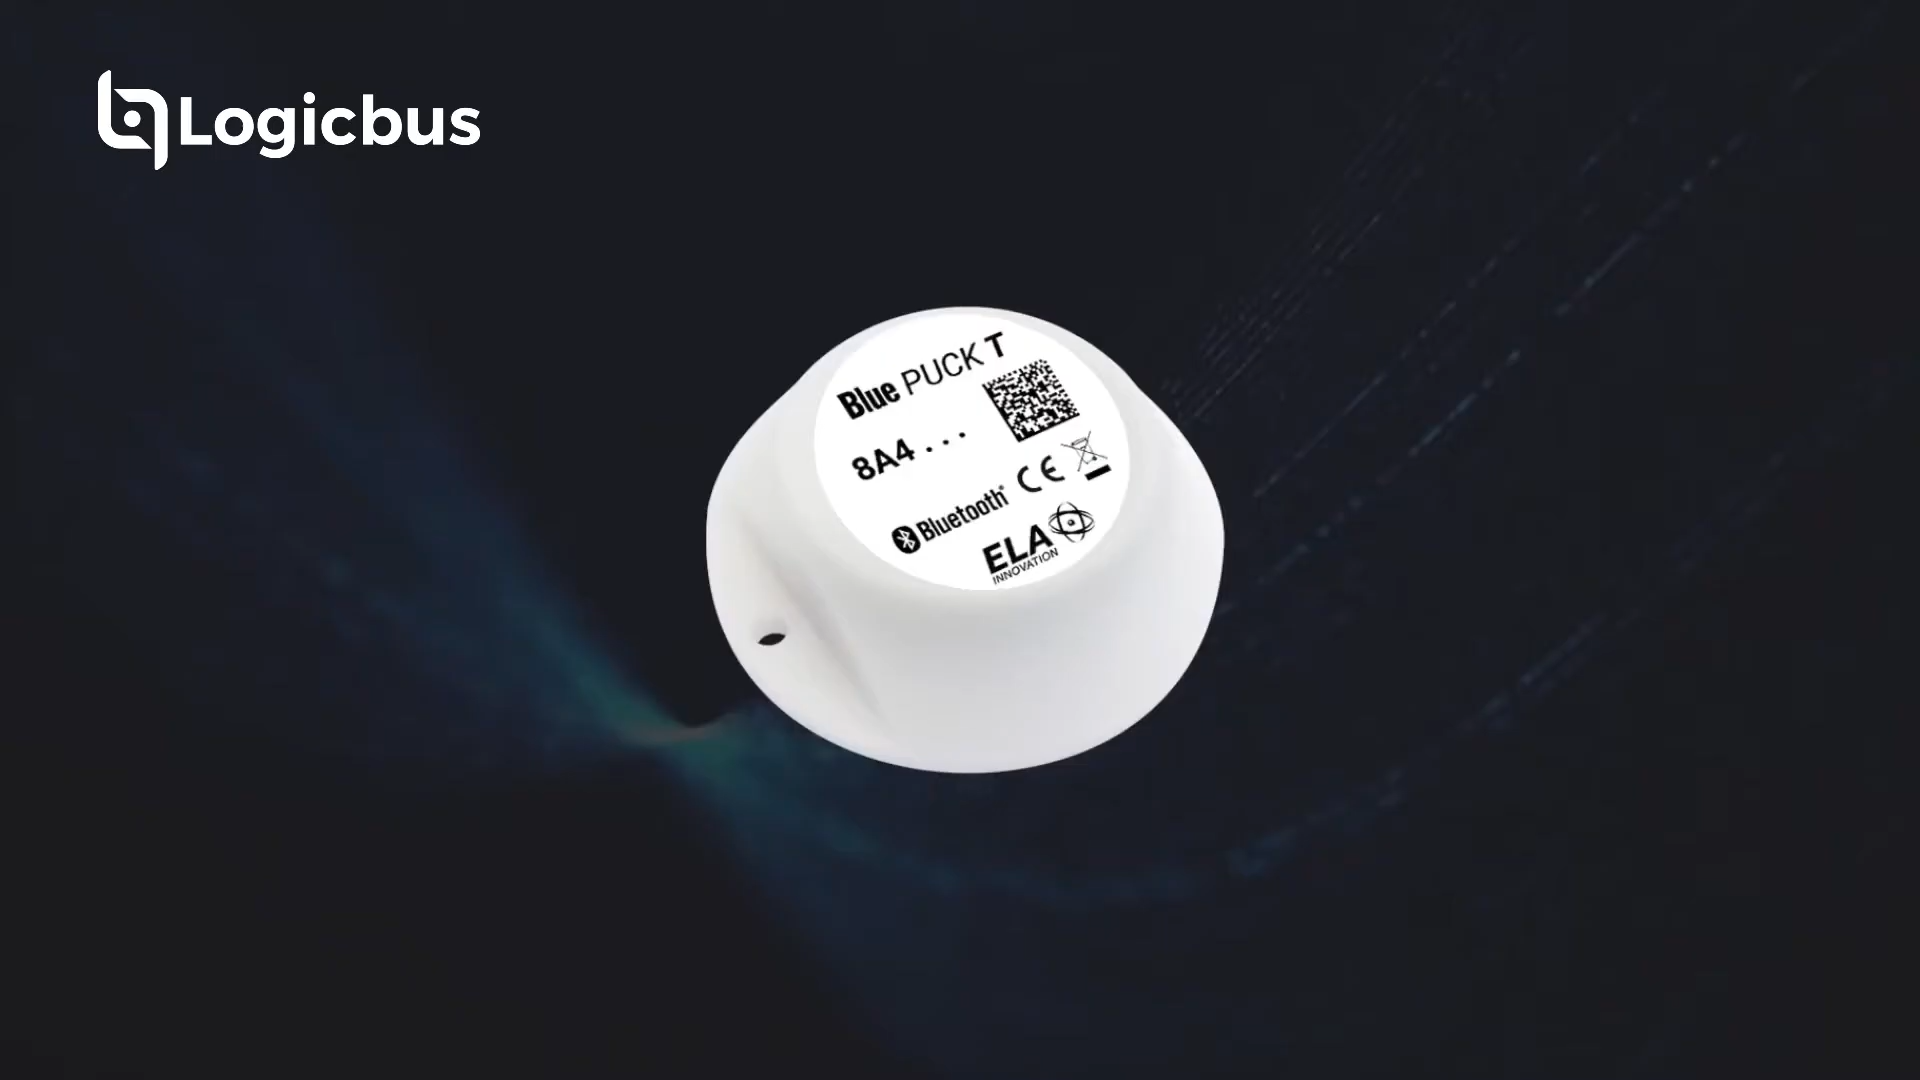 Logicbus
Blue PUCK T
8A4 . . .
Bluetooth®
CE
ELA
INNOVATION